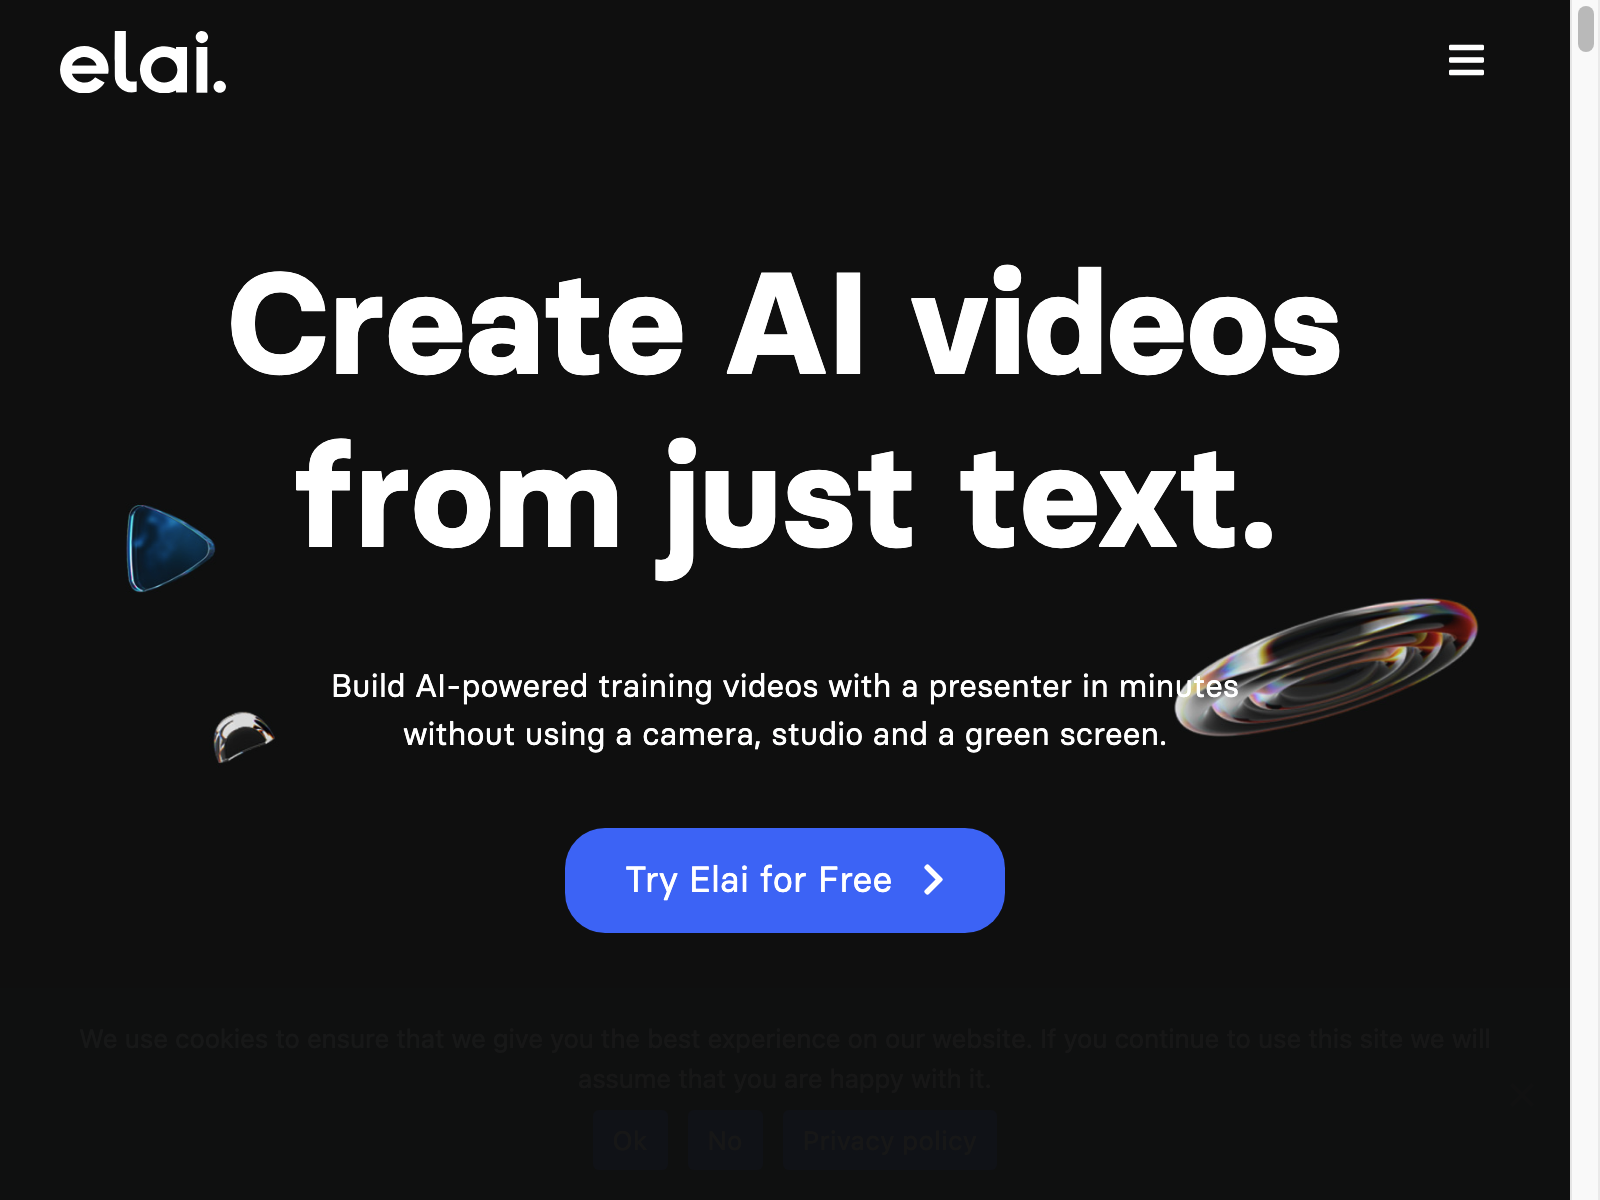 elai.
Create AI videos
from just text.
Build AI-powered training videos with a presenter in minutes
without using a camera, studio and a green screen.
Try Elai for Free
We use cookies to ensure that we give you the best experience on our website. If you continue to use this site we will
assume that you are happy with it.
Ok No Privacy policy